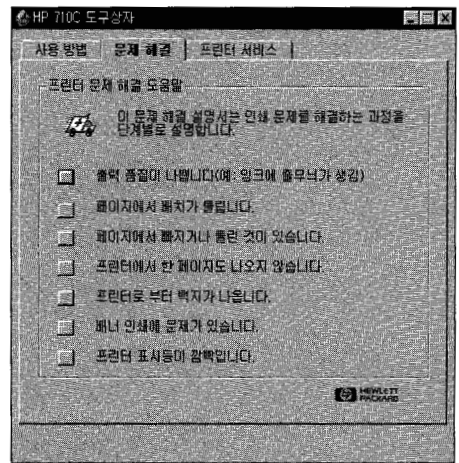 HP 710C 도구상자
사용 방법 문제 해결 프린터 서비스
프린터 문제 해결 도움말
이 문제 해결 설명서는 인쇄 문제를 해결하는 과정을
단계별로 설명합니다.
출력 품질이 나쁩니다(예: 잉크에 줄무늬가 생김)
페이지에서 배치가 틀립니다.
페이지에서 빠지거나 틀린 것이 있습니다.
프린터에서 한 페이지도 나오지 않습니다.
프린터로 부터 백지가 나옵니다.
배너 인쇄에 문제가 있습니다.
프린터 표시등이 깜빡입니다.
HEWLETT
PACKARD